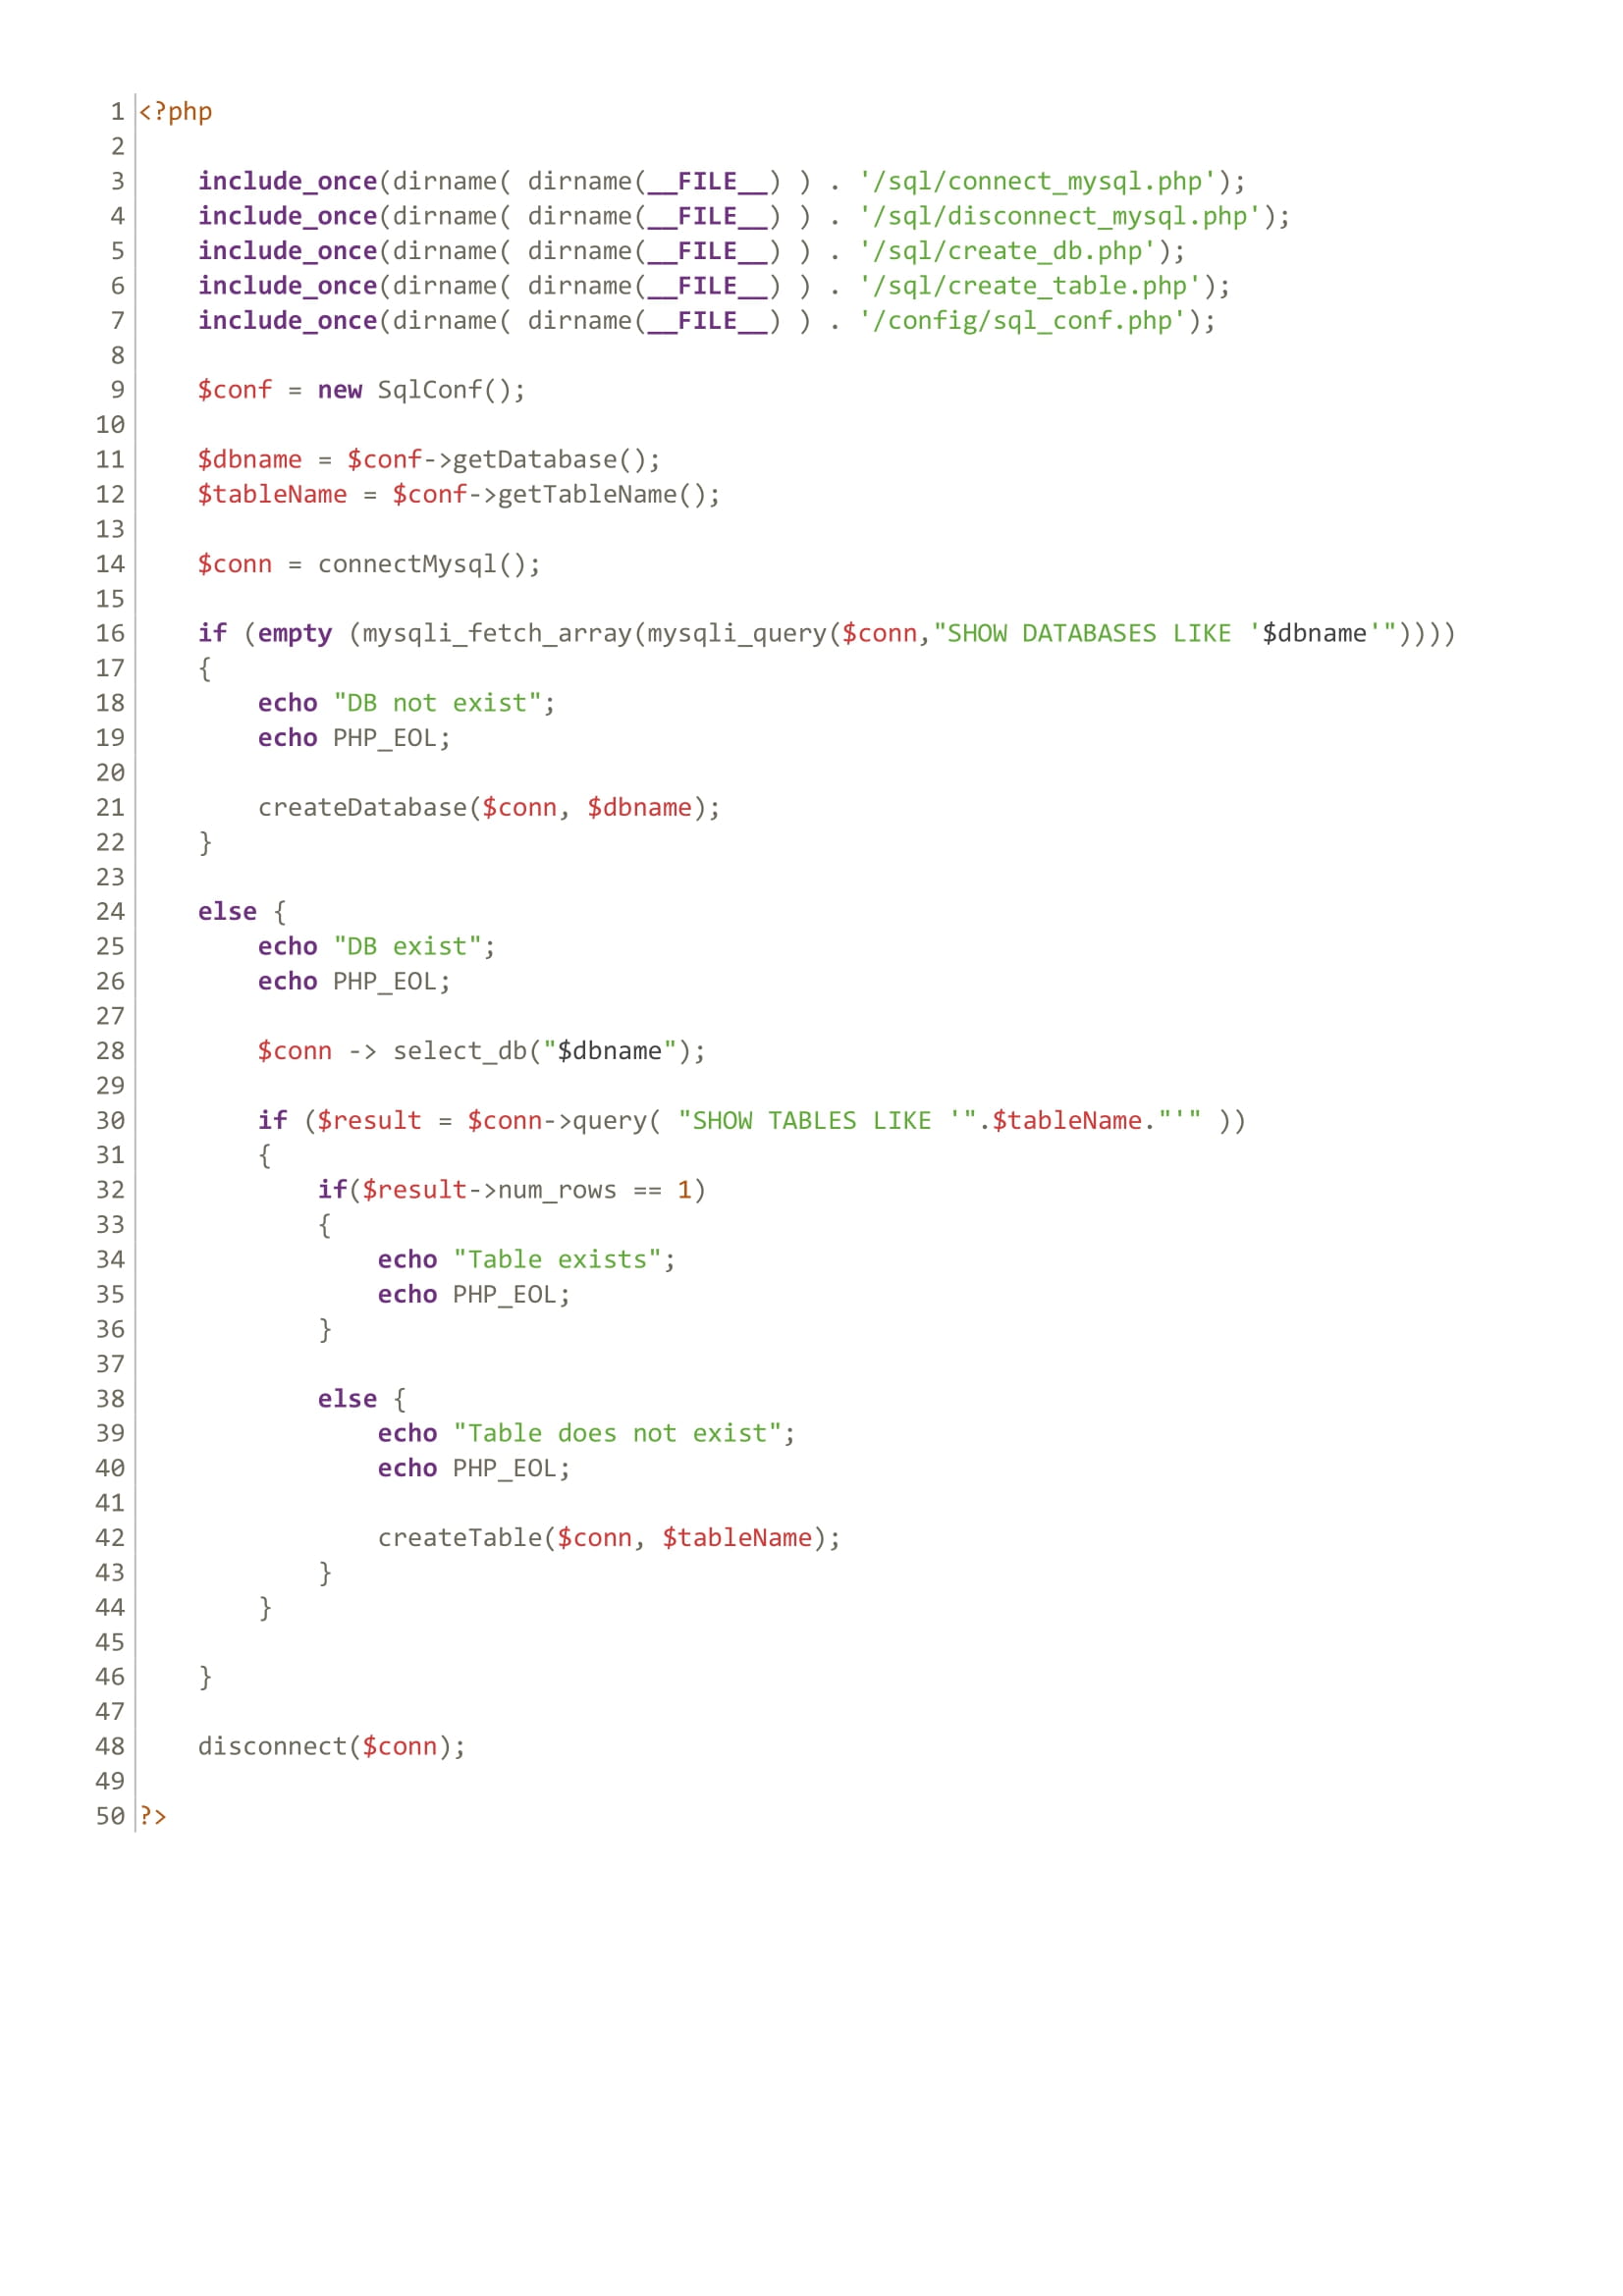 1 <?php
2
3     include_once(dirname( dirname(__FILE__) ) . '/sql/connect_mysql.php');
4     include_once(dirname( dirname(__FILE__) ) . '/sql/disconnect_mysql.php');
5     include_once(dirname( dirname(__FILE__) ) . '/sql/create_db.php');
6     include_once(dirname( dirname(__FILE__) ) . '/sql/create_table.php');
7     include_once(dirname( dirname(__FILE__) ) . '/config/sql_conf.php');
8
9     $conf = new SqlConf();
10
11     $dbname = $conf->getDatabase();
12     $tableName = $conf->getTableName();
13
14     $conn = connectMysql();
15
16     if (empty (mysqli_fetch_array(mysqli_query($conn,"SHOW DATABASES LIKE '$dbname'"))))
17     {
18         echo "DB not exist";
19         echo PHP_EOL;
20
21         createDatabase($conn, $dbname);
22     }
23
24     else {
25         echo "DB exist";
26         echo PHP_EOL;
27
28         $conn -> select_db("$dbname");
29
30         if ($result = $conn->query( "SHOW TABLES LIKE '".$tableName."'" ))
31         {
32             if($result->num_rows == 1)
33             {
34                 echo "Table exists";
35                 echo PHP_EOL;
36             }
37
38             else {
39                 echo "Table does not exist";
40                 echo PHP_EOL;
41
42                 createTable($conn, $tableName);
43             }
44         }
45
46     }
47
48     disconnect($conn);
49
50 ?>